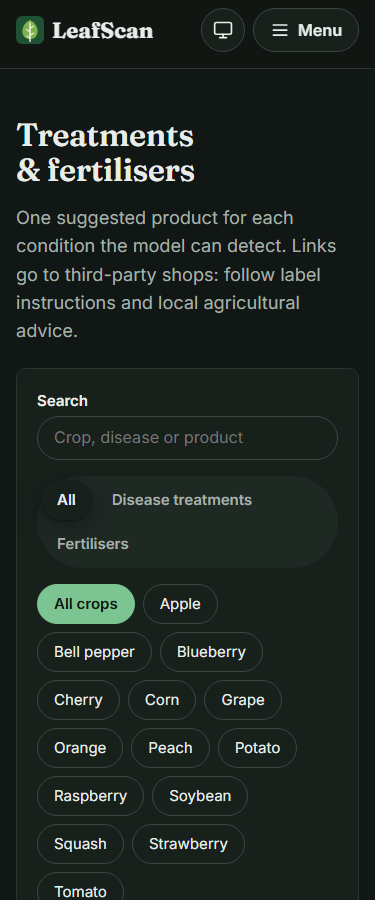 LeafScan
Menu
Treatments
& fertilisers
One suggested product for each
condition the model can detect. Links
go to third-party shops: follow label
instructions and local agricultural
advice.
Search
Crop, disease or product
All
Disease treatments
Fertilisers
All crops
Apple
Bell pepper
Blueberry
Cherry
Corn
Grape
Orange
Peach
Potato
Raspberry
Soybean
Squash
Strawberry
Tomato